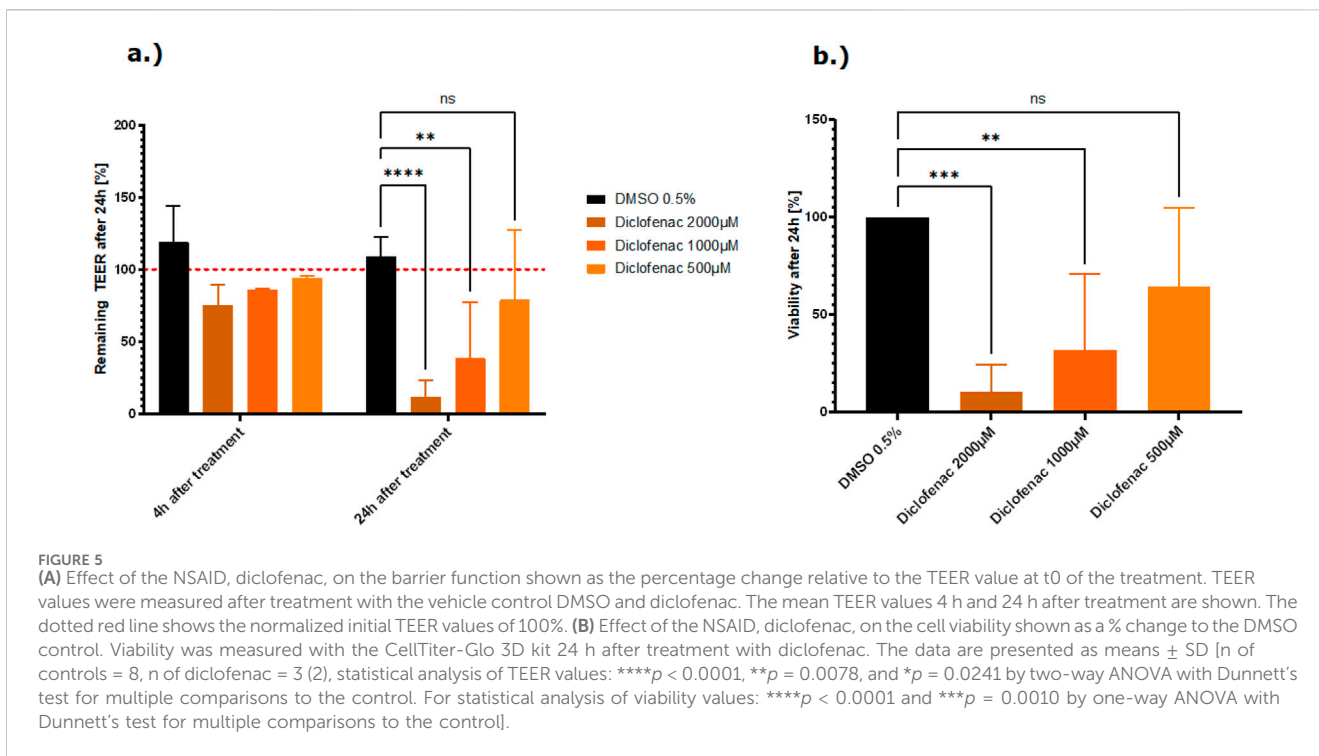 a.)
ns
**
****
200
150
100
50
0
Remaining TEER after 24h [%]
4h after treatment
24h after treatment
DMSO 0.5%
Diclofenac 2000µM
Diclofenac 1000µM
Diclofenac 500µM
b.)
ns
**
***
150
100
50
0
Viability after 24h [%]
DMSO 0.5%
Diclofenac 2000µM
Diclofenac 1000µM
Diclofenac 500µM
FIGURE 5
(A) Effect of the NSAID, diclofenac, on the barrier function shown as the percentage change relative to the TEER value at t0 of the treatment. TEER
values were measured after treatment with the vehicle control DMSO and diclofenac. The mean TEER values 4 h and 24 h after treatment are shown. The
dotted red line shows the normalized initial TEER values of 100%. (B) Effect of the NSAID, diclofenac, on the cell viability shown as a % change to the DMSO
control. Viability was measured with the CellTiter-Glo 3D kit 24 h after treatment with diclofenac. The data are presented as means ± SD [n of
controls = 8, n of diclofenac = 3 (2), statistical analysis of TEER values: ****p < 0.0001, **p = 0.0078, and *p = 0.0241 by two-way ANOVA with Dunnett's
test for multiple comparisons to the control. For statistical analysis of viability values: ****p < 0.0001 and ***p = 0.0010 by one-way ANOVA with
Dunnett's test for multiple comparisons to the control].